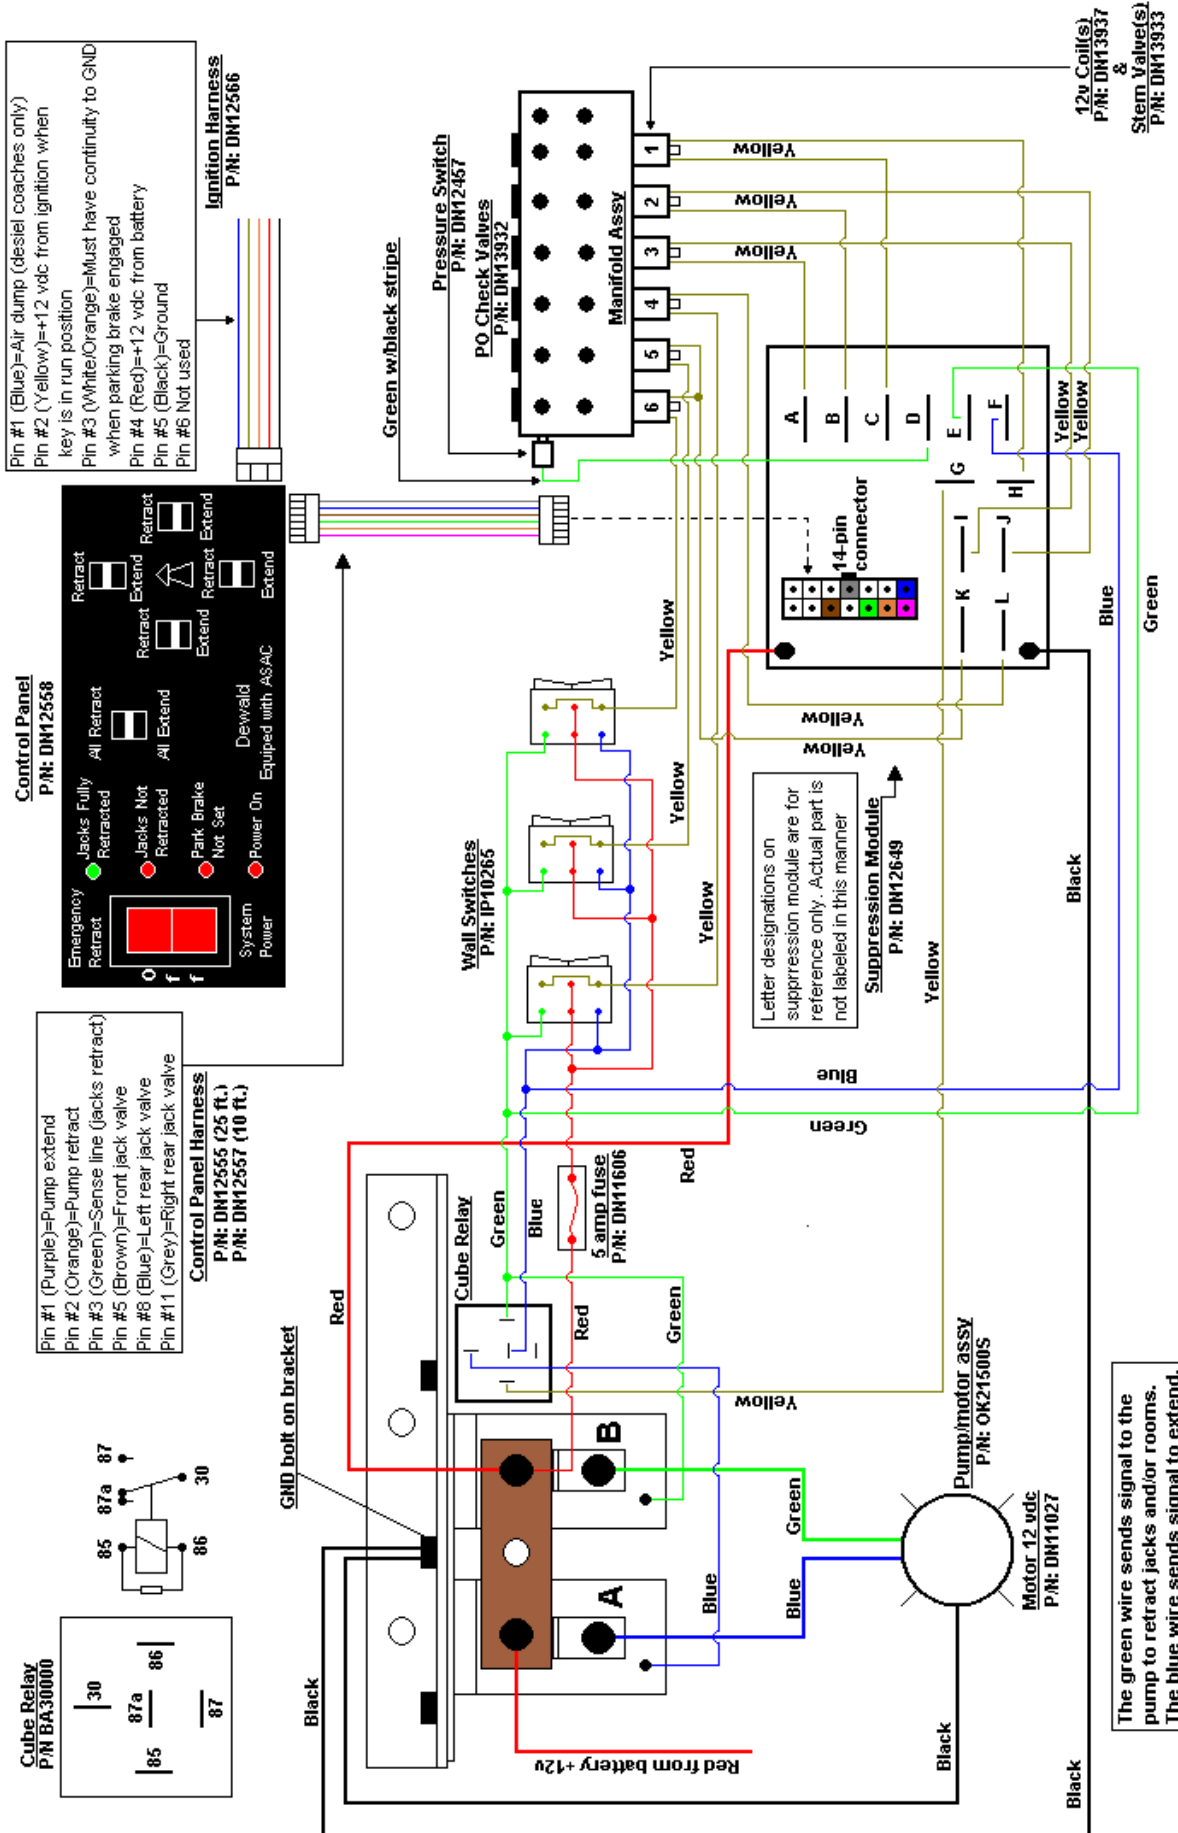 Cube Relay
P/N BA30000
30
87a
86
85
87
85
87a
87
86
30
Pin #1 (Purple)=Pump extend
Pin #2 (Orange)=Pump retract
Pin #3 (Green)=Sense line (jacks retract)
Pin #5 (Brown)=Front jack valve
Pin #8 (Blue)=Left rear jack valve
Pin #11 (Grey)=Right rear jack valve
Control Panel Harness
P/N: DN12555 (25 ft.)
P/N: DN12557 (10 ft.)
Control Panel
P/N: DN12558
Emergency
Retract
O
f
f
System
Power
Jacks Fully
Retracted
Jacks Not
Retracted
Park Brake
Not Set
Power On
All Retract
All Extend
Dewald
Equiped with ASAC
Retract
Extend
Retract
Extend
Retract
Extend
Retract
Extend
Pin #1 (Blue)=Air dump (desiel coaches only)
Pin #2 (Yellow)=+12 vdc from ignition when
key is in run position
Pin #3 (White/Orange)=Must have continuity to GND
when parking brake engaged
Pin #4 (Red)=+12 vdc from battery
Pin #5 (Black)=Ground
Pin #6 Not used
Ignition Harness
P/N: DN12566
Black
GND bolt on bracket
Red
Cube Relay
Green
Blue
Red
5 amp fuse
P/N: DN11606
Red
Wall Switches
P/N: IP10265
Green w/black stripe
Pressure Switch
P/N: DN12457
PO Check Valves
P/N: DN13932
Manifold Assy
6
5
4
3
2
1
Yellow
Yellow
Yellow
12v Coil(s)
P/N: DN13937
&
Stem Valve(s)
P/N: DN13933
A
B
Red from battery +12v
Blue
Blue
Green
Green
Yellow
Yellow
Yellow
Yellow
Green
Blue
Letter designations on
supprression module are for
reference only. Actual part is
not labeled in this manner
Suppression Module
P/N: DN12649
Yellow
Yellow
Yellow
14-pin
connector
A
B
C
D
E
F
G
H
I
J
K
L
Yellow
Yellow
Blue
Green
Black
Black
Black
Pump/motor assy
P/N: OK21500S
Motor 12 vdc
P/N: DN11027
The green wire sends signal to the
pump to retract jacks and/or rooms.
The blue wire sends signal to extend.